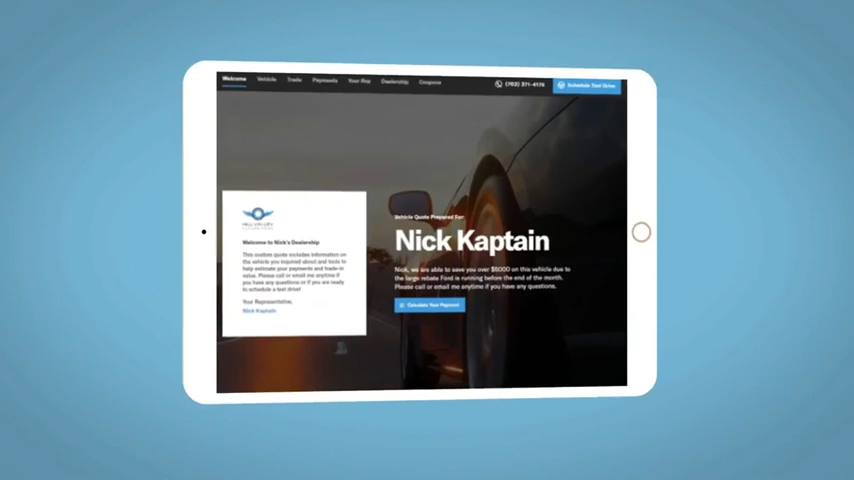 Welcome Vehicle Trade Payments Your Rep Dealership Coupons (702) 371-4176 Schedule Test Drive
HILL VALLEY
Welcome to Nick's Dealership
This custom quote includes information on
the vehicle you inquired about and tools to
help estimate your payments and trade-in
value. Please call or email me anytime if
you have any questions or if you are ready
to schedule a test drive!
Your Representative,
Nick Kaptain
Vehicle Quote Prepared For:
Nick Kaptain
Nick, we are able to save you over $5000 on this vehicle due to
the large rebate Ford is running before the end of the month.
Please call or email me anytime if you have any questions.
Calculate Your Payment